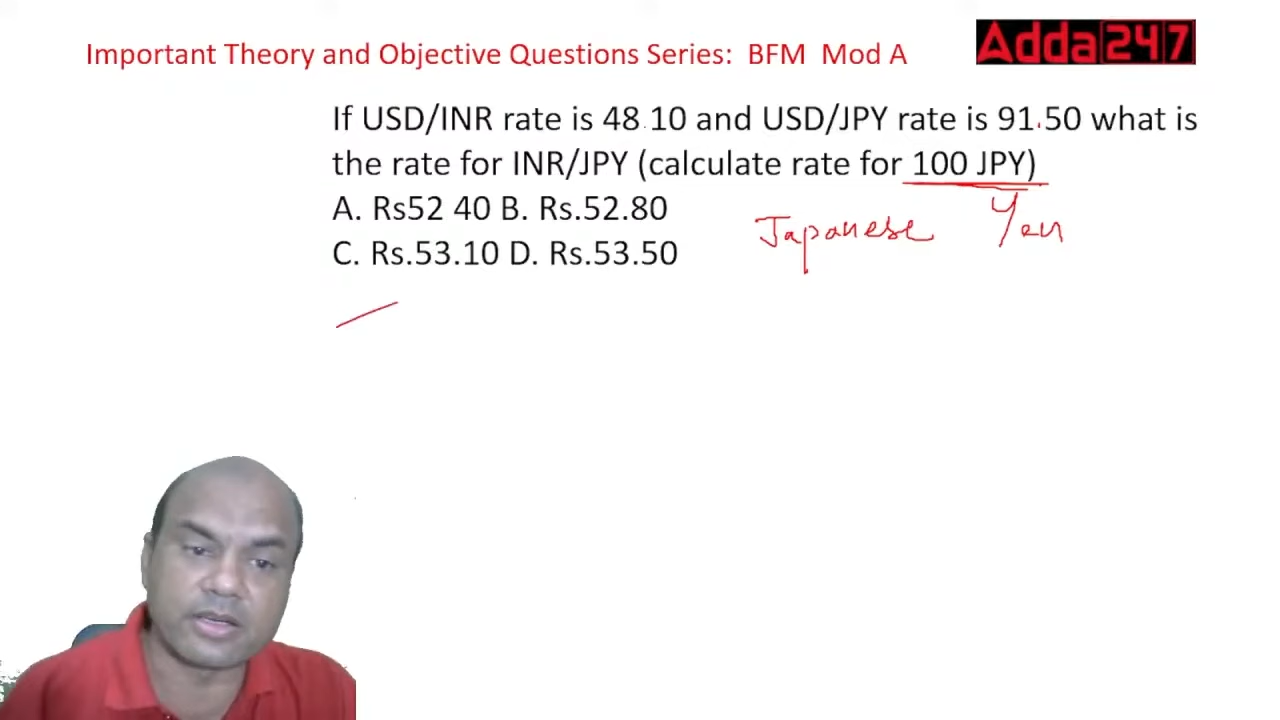 Important Theory and Objective Questions Series: BFM Mod A
Adda247
If USD/INR rate is 48.10 and USD/JPY rate is 91.50 what is
the rate for INR/JPY (calculate rate for 100 JPY)
A. Rs52 40 B. Rs.52.80
C. Rs.53.10 D. Rs.53.50
Japanese Yen